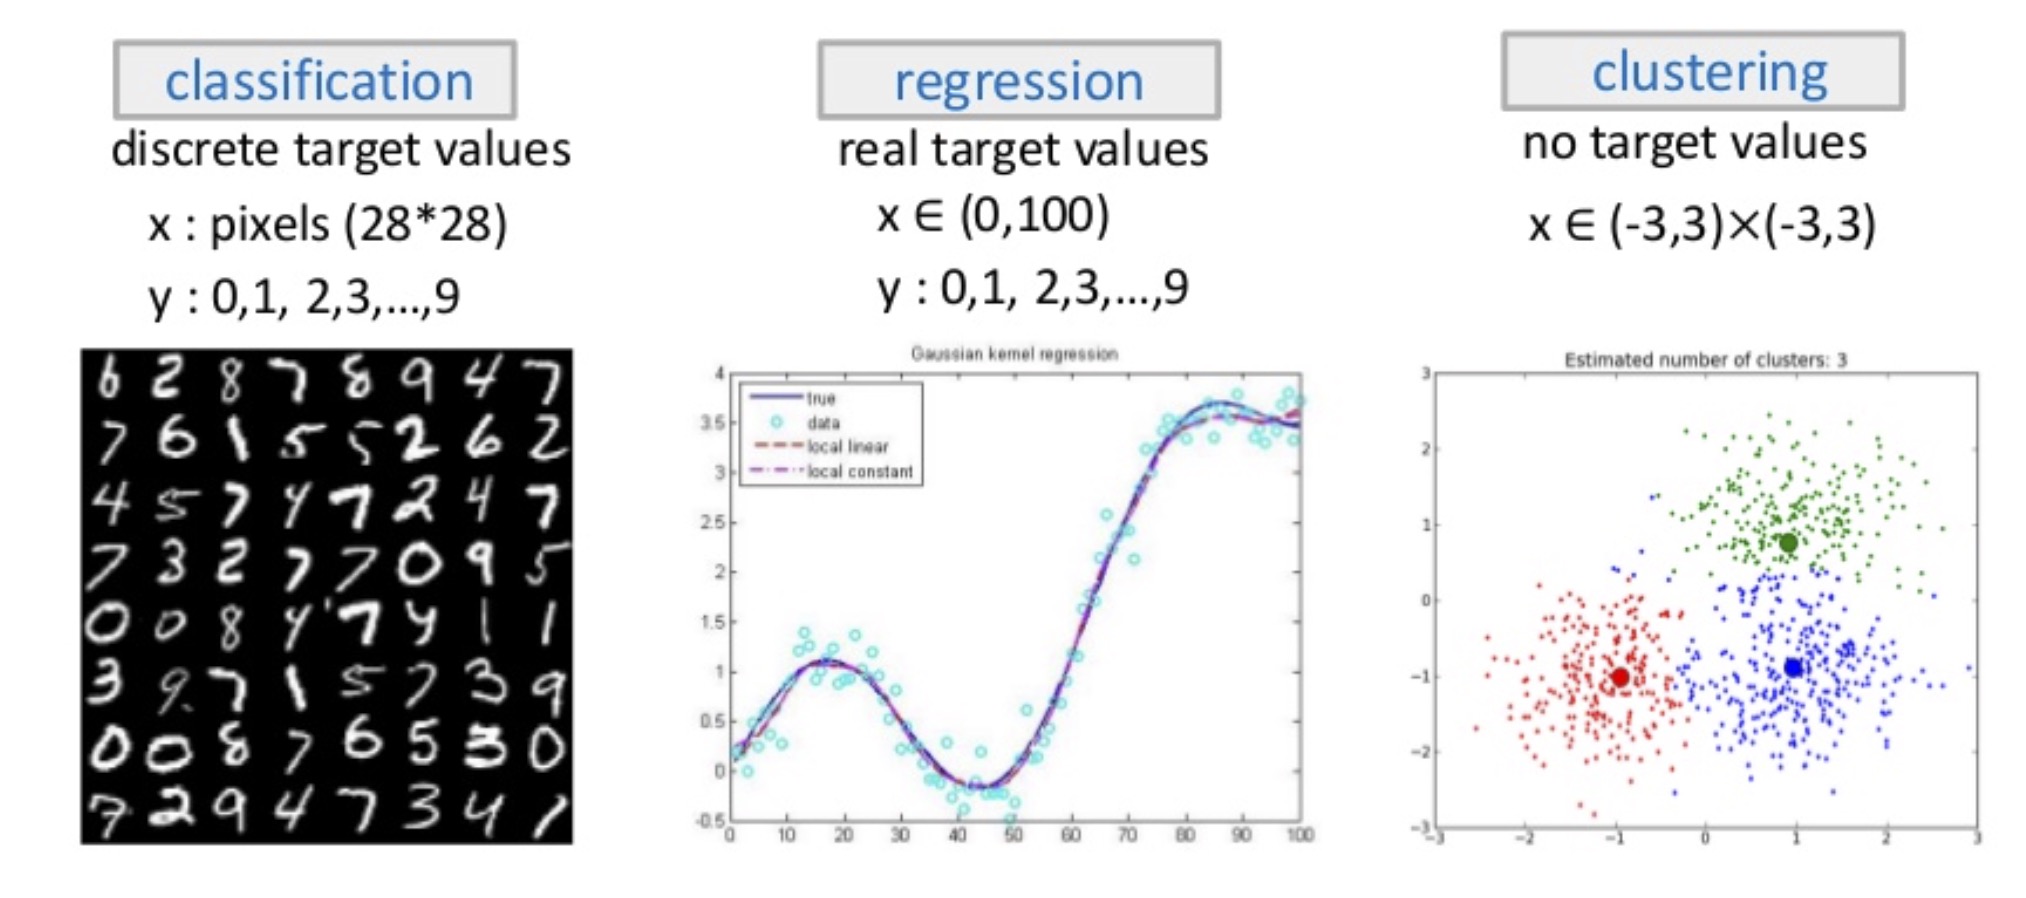 classification
discrete target values
x : pixels (28*28)
y : 0,1, 2,3,...,9
6 2 8 7 8 9 4 7
7 6 1 5 5 2 6 2
4 5 7 4 7 2 4 7
7 3 2 7 7 0 9 5
0 0 8 4 7 4 1 1
3 9 7 1 5 7 3 9
0 0 8 7 6 5 3 0
7 2 9 4 7 3 4 1
regression
real target values
x ∈ (0,100)
y : 0,1, 2,3,...,9
Gaussian kernel regression
true
data
local linear
local constant
4
3.5
3
2.5
2
1.5
1
0.5
0
-0.5
0 10 20 30 40 50 60 70 80 90 100
clustering
no target values
x ∈ (-3,3)×(-3,3)
Estimated number of clusters: 3
3
2
1
0
−1
−2
−3
−3 −2 −1 0 1 2 3